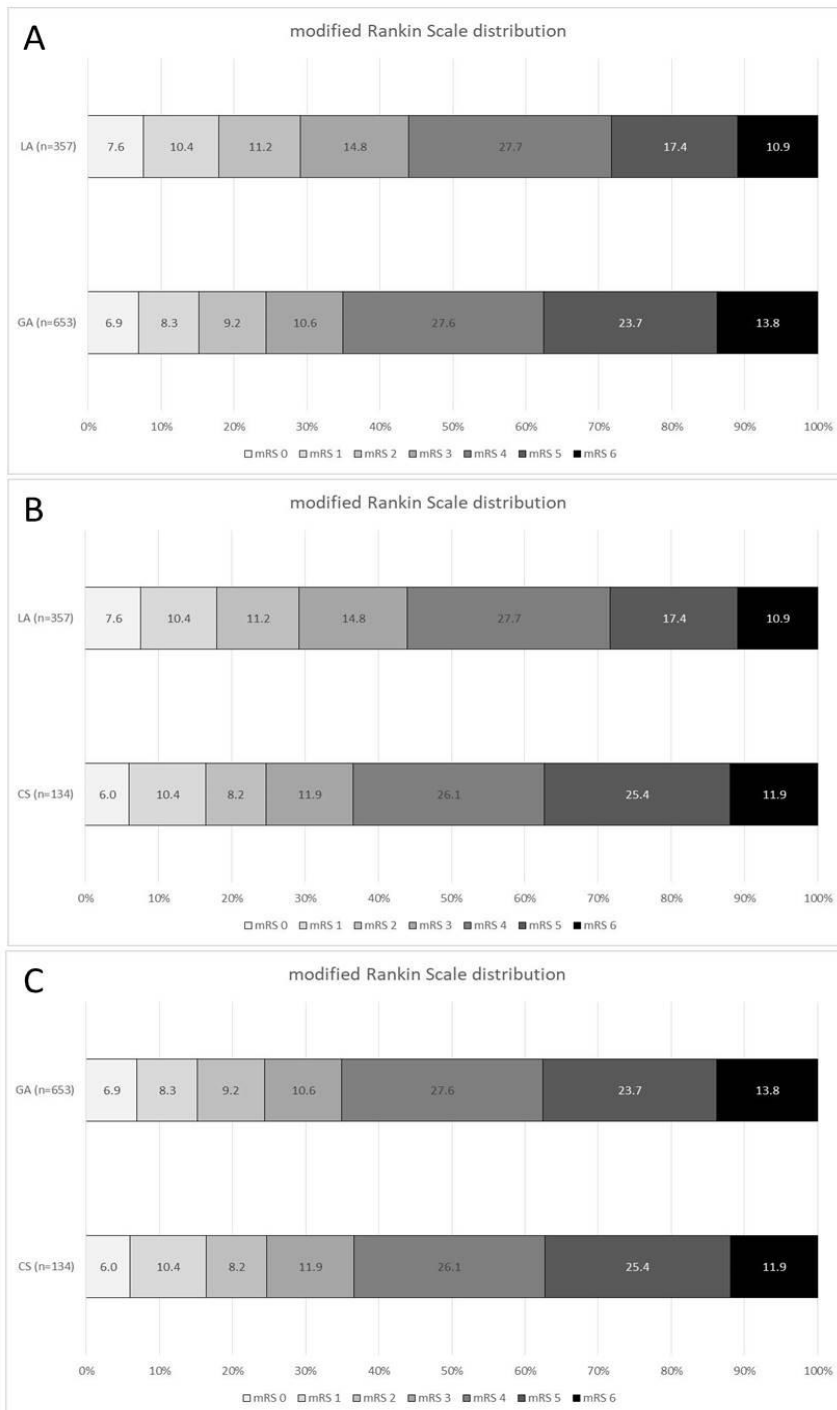 A
modified Rankin Scale distribution
LA (n=357) 7.6 10.4 11.2 14.8 27.7 17.4 10.9
GA (n=653) 6.9 8.3 9.2 10.6 27.6 23.7 13.8
0% 10% 20% 30% 40% 50% 60% 70% 80% 90% 100%
mRS 0 mRS 1 mRS 2 mRS 3 mRS 4 mRS 5 mRS 6
B
modified Rankin Scale distribution
LA (n=357) 7.6 10.4 11.2 14.8 27.7 17.4 10.9
CS (n=134) 6.0 10.4 8.2 11.9 26.1 25.4 11.9
0% 10% 20% 30% 40% 50% 60% 70% 80% 90% 100%
mRS 0 mRS 1 mRS 2 mRS 3 mRS 4 mRS 5 mRS 6
C
modified Rankin Scale distribution
GA (n=653) 6.9 8.3 9.2 10.6 27.6 23.7 13.8
CS (n=134) 6.0 10.4 8.2 11.9 26.1 25.4 11.9
0% 10% 20% 30% 40% 50% 60% 70% 80% 90% 100%
mRS 0 mRS 1 mRS 2 mRS 3 mRS 4 mRS 5 mRS 6